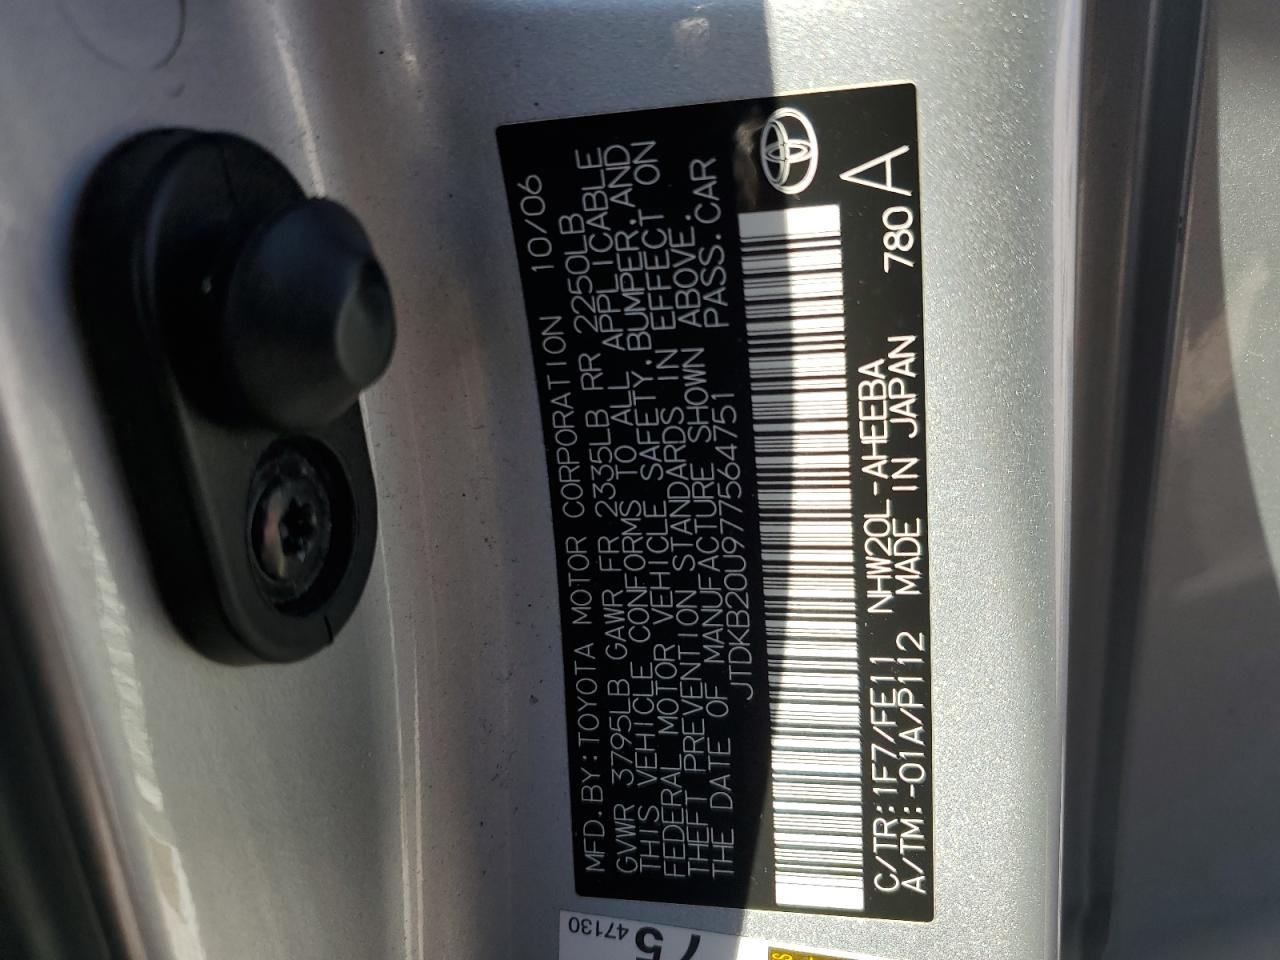 MFD.BY:TOYOTA MOTOR CORPORATION 10/06
GVWR 3795LB GAWR FR 2335LB RR 2250LB
THIS VEHICLE CONFORMS TO ALL APPLICABLE
FEDERAL MOTOR VEHICLE SAFETY,BUMPER,AND
THEFT PREVENTION STANDARDS IN EFFECT ON
THE DATE OF MANUFACTURE SHOWN ABOVE.
JTDKB20U977564751 PASS.CAR
C/TR:1F7/FE11 NHW20L-AHEEBA
A/TM:-01A/P112 MADE IN JAPAN 780 A
47130